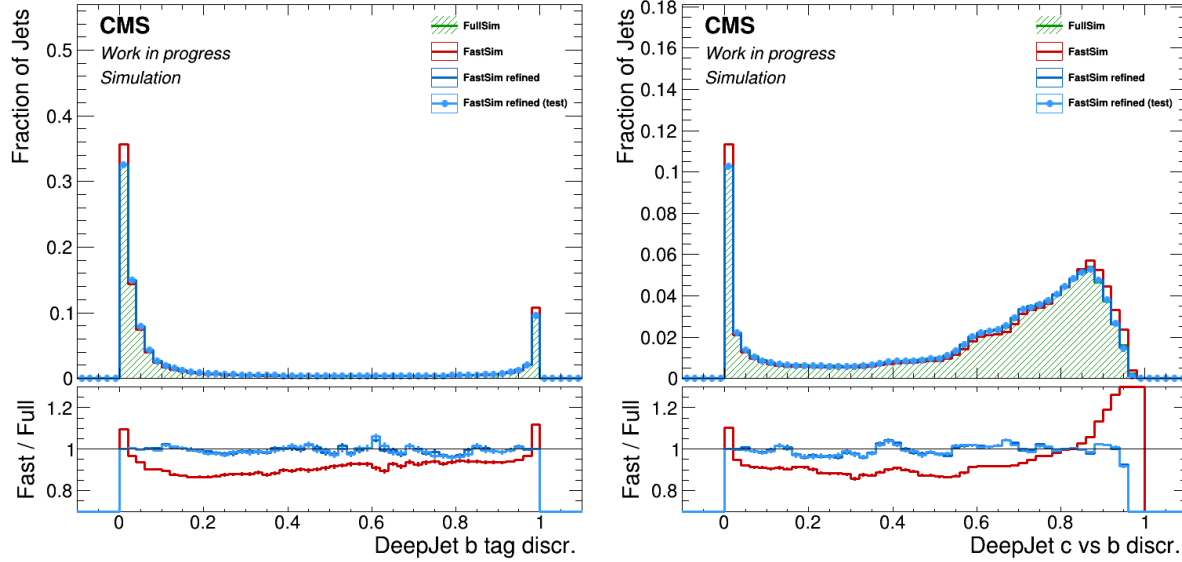 CMS
Work in progress
Simulation
FullSim
FastSim
FastSim refined
FastSim refined (test)
Fraction of Jets
0.5
0.4
0.3
0.2
0.1
0
Fast / Full
1.2
1
0.8
0 0.2 0.4 0.6 0.8 1
DeepJet b tag discr.
CMS
Work in progress
Simulation
FullSim
FastSim
FastSim refined
FastSim refined (test)
Fraction of Jets
0.18
0.16
0.14
0.12
0.1
0.08
0.06
0.04
0.02
0
Fast / Full
1.2
1
0.8
0 0.2 0.4 0.6 0.8 1
DeepJet c vs b discr.